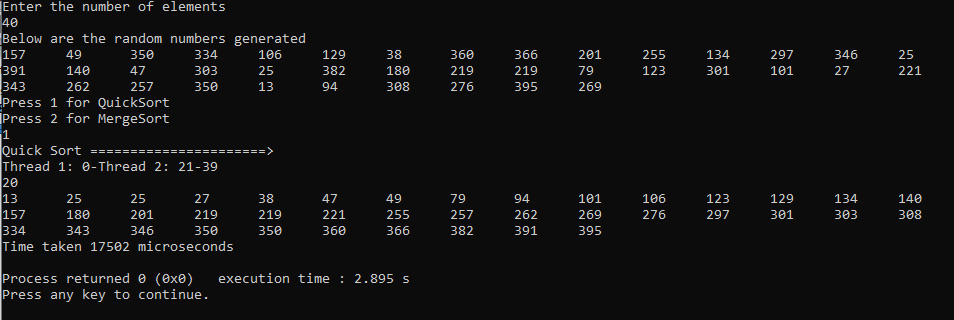 Enter the number of elements
40
Below are the random numbers generated
157 49 350 334 106 129 38 360 366 201 255 134 297 346 25
391 140 47 303 25 382 180 219 219 79 123 301 101 27 221
343 262 257 350 13 94 308 276 395 269
Press 1 for QuickSort
Press 2 for MergeSort
1
Quick Sort ======================>
Thread 1: 0-Thread 2: 21-39
20
13 25 25 27 38 47 49 79 94 101 106 123 129 134 140
157 180 201 219 219 221 255 257 262 269 276 297 301 303 308
334 343 346 350 350 360 366 382 391 395
Time taken 17502 microseconds
Process returned 0 (0x0) execution time : 2.895 s
Press any key to continue.